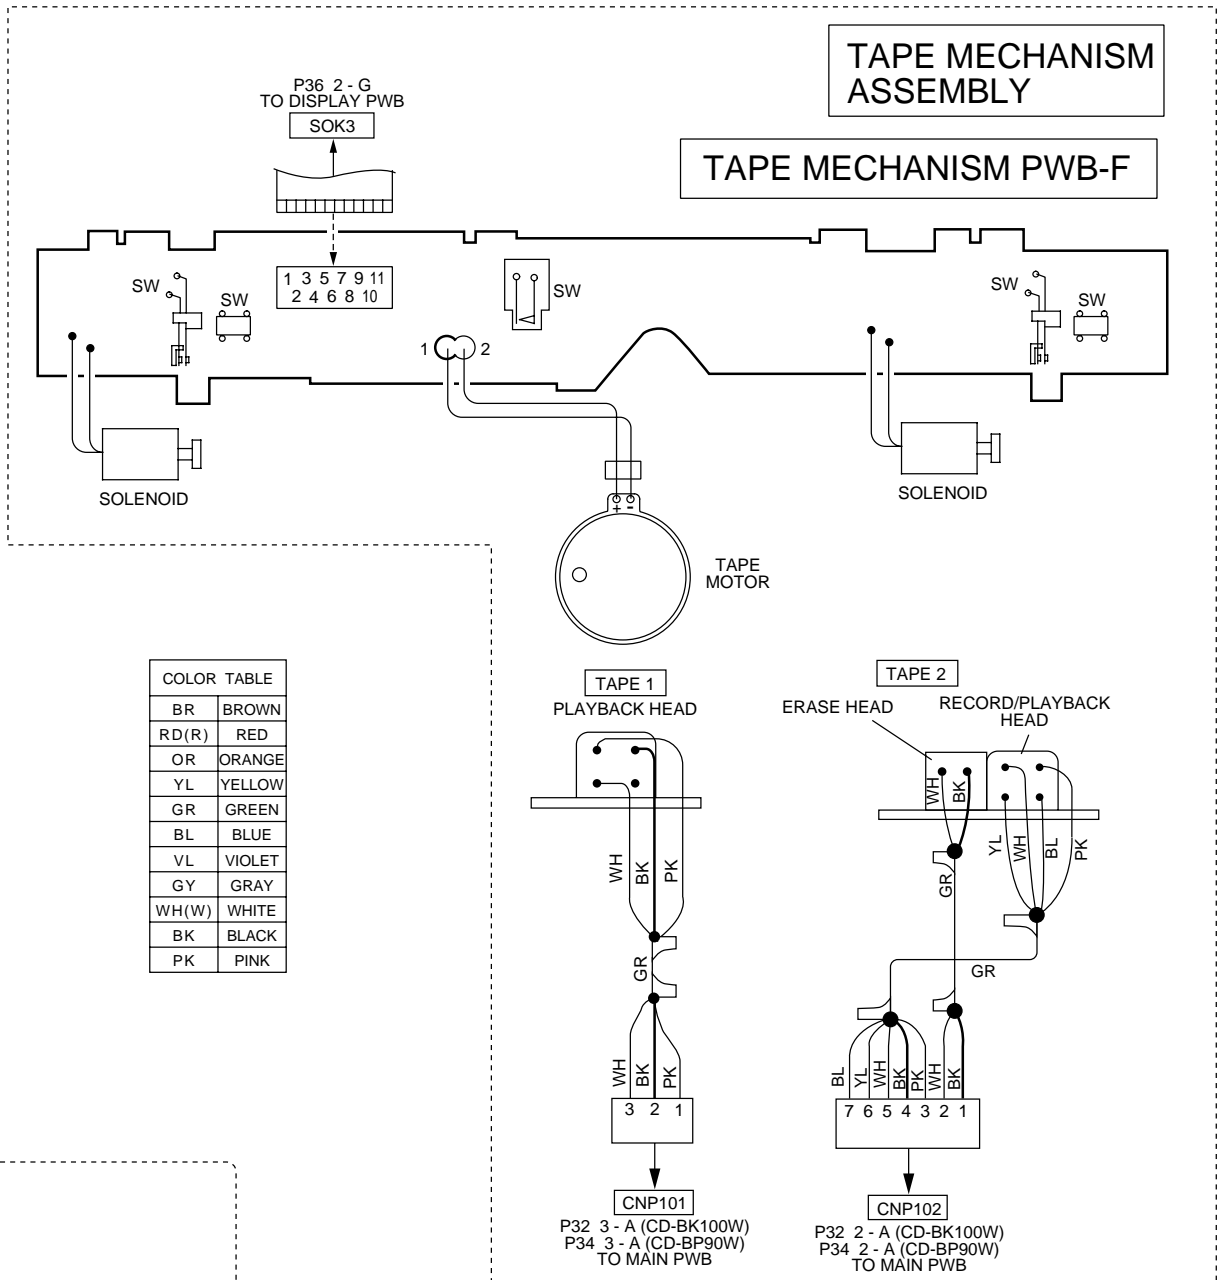 TAPE MECHANISM
ASSEMBLY
P36 2 - G
TO DISPLAY PWB
SOK3
TAPE MECHANISM PWB-F
1 3 5 7 9 11
2 4 6 8 10
SW
SW
SW
SW
SW
1 2
SOLENOID
SOLENOID
+ -
TAPE
MOTOR
COLOR TABLE
BR BROWN
RD(R) RED
OR ORANGE
YL YELLOW
GR GREEN
BL BLUE
VL VIOLET
GY GRAY
WH(W) WHITE
BK BLACK
PK PINK
TAPE 1
PLAYBACK HEAD
WH BK PK
GR
WH BK PK
3 2 1
CNP101
P32 3 - A (CD-BK100W)
P34 3 - A (CD-BP90W)
TO MAIN PWB
TAPE 2
ERASE HEAD
RECORD/PLAYBACK
HEAD
WH BK
YL WH BL PK
GR
GR
BL YL WH BK PK WH BK
7 6 5 4 3 2 1
CNP102
P32 2 - A (CD-BK100W)
P34 2 - A (CD-BP90W)
TO MAIN PWB